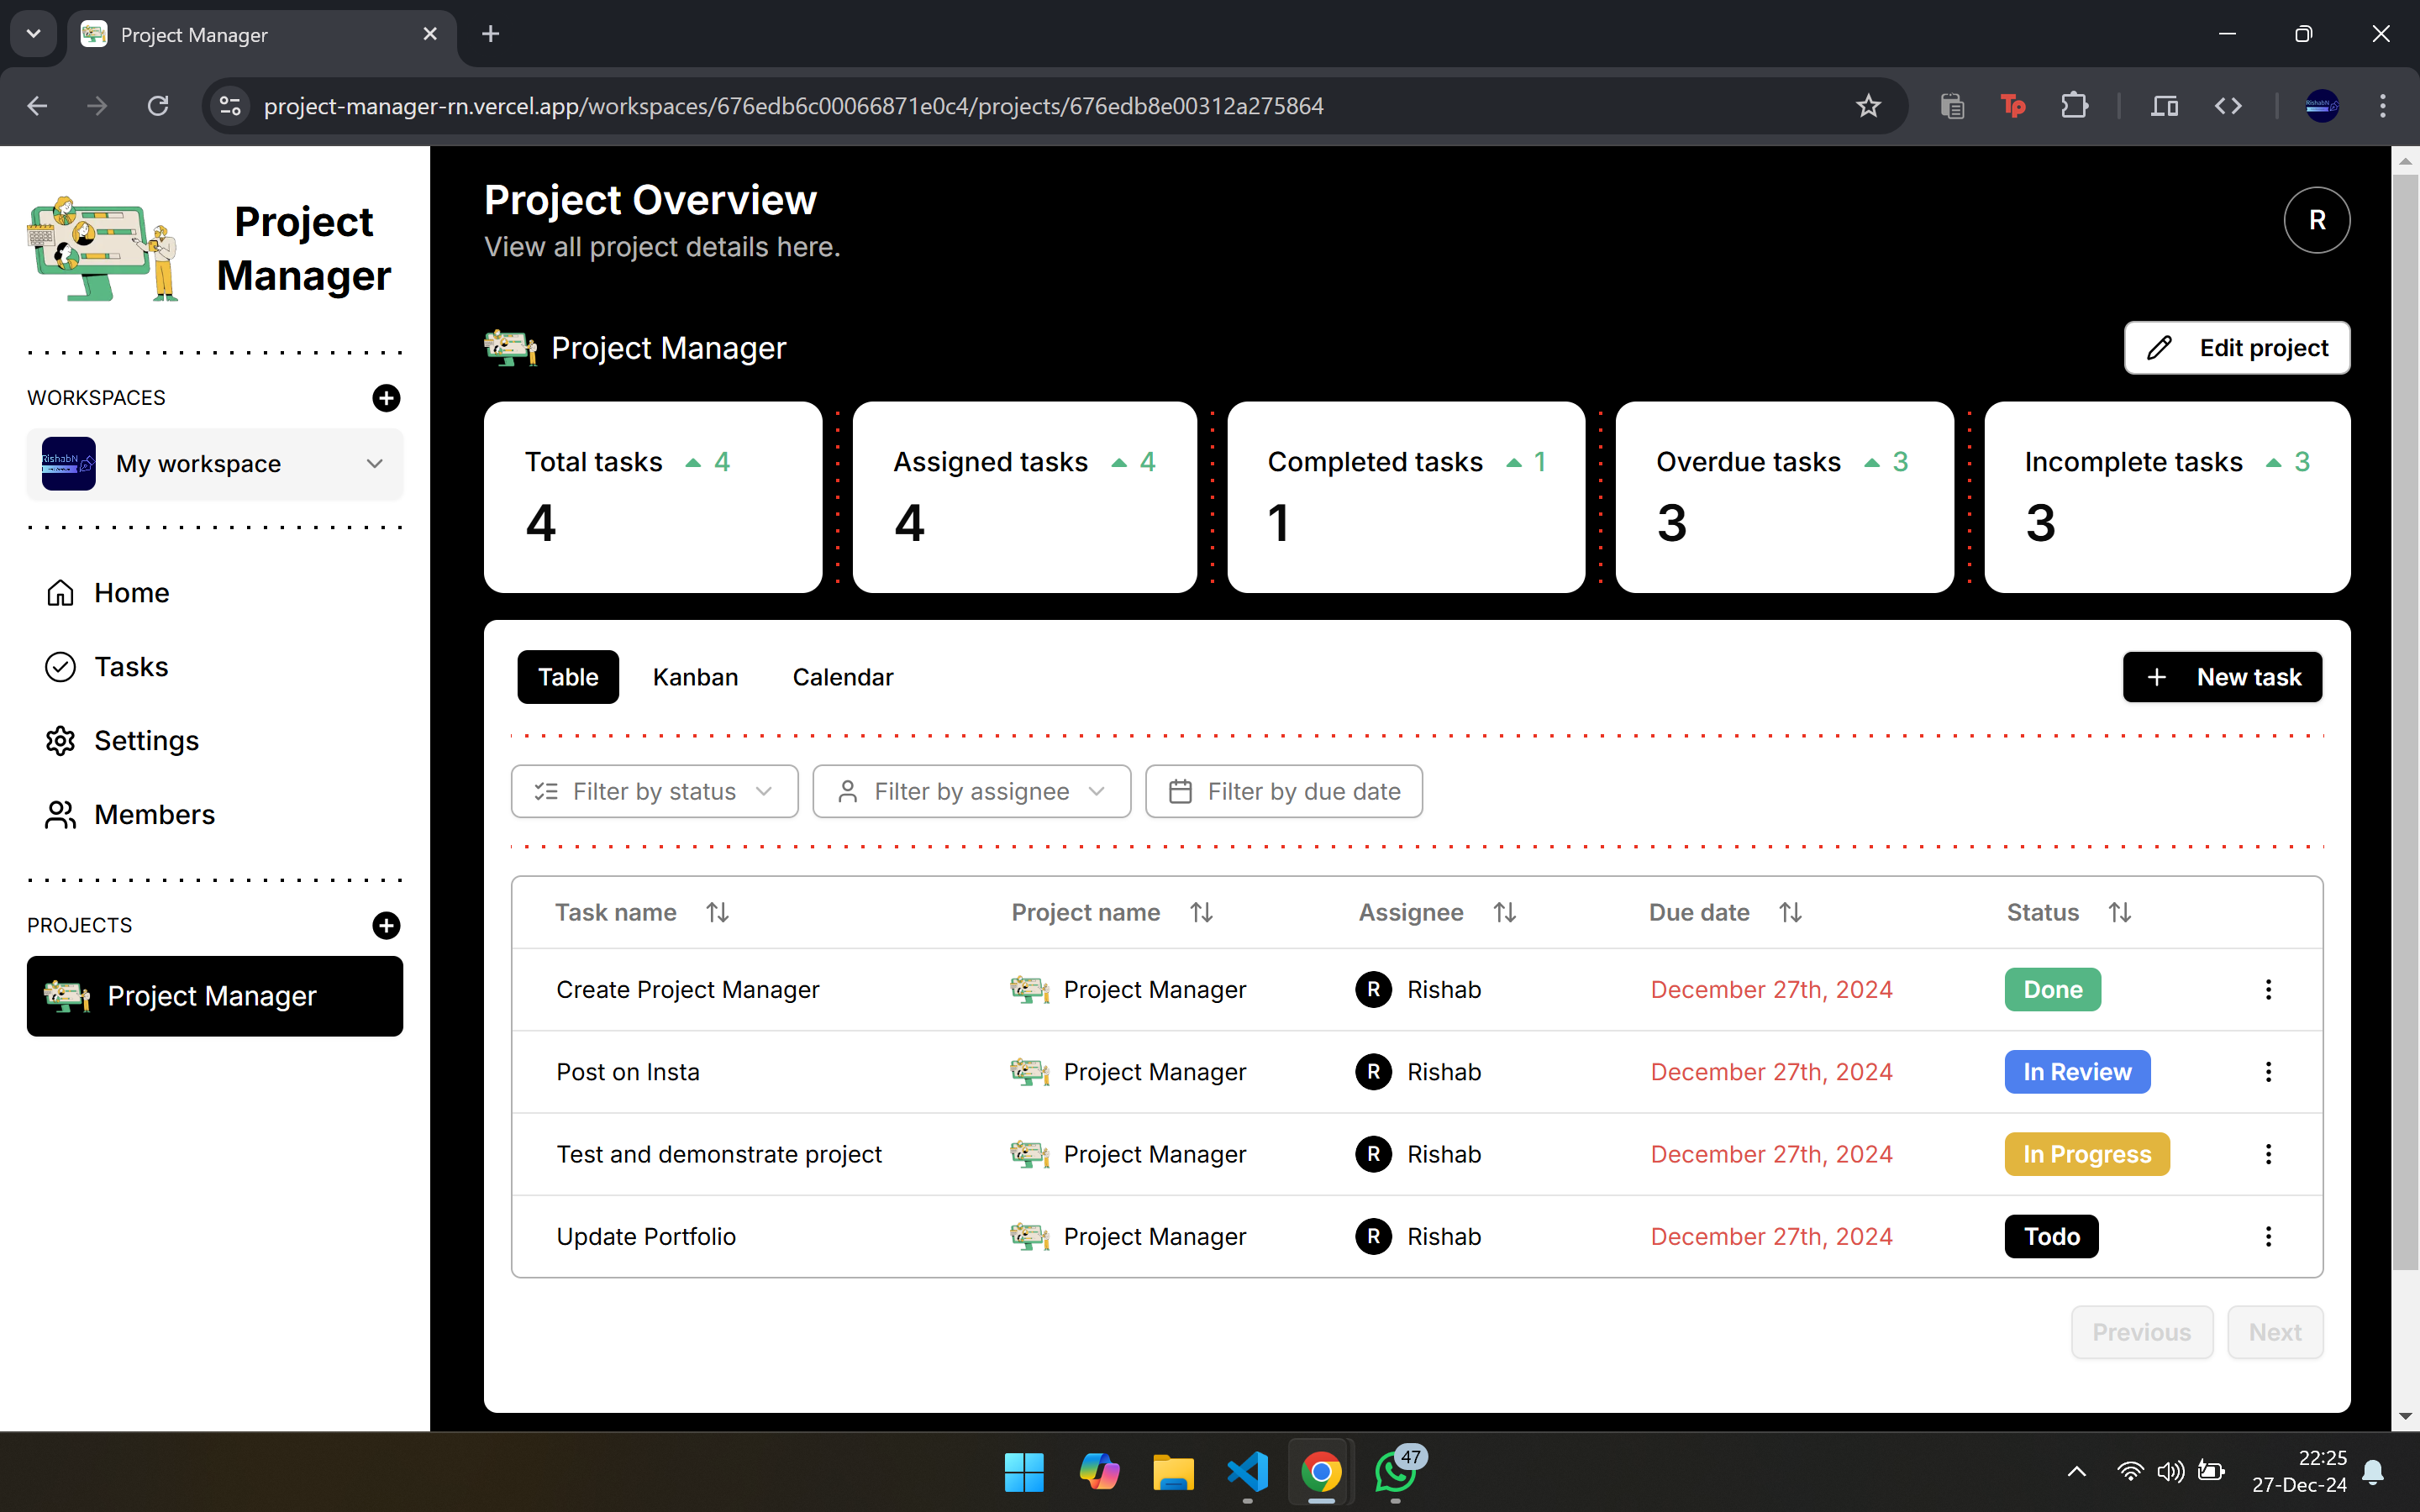 Project Manager
project-manager-rn.vercel.app/workspaces/676edb6c00066871e0c4/projects/676edb8e00312a275864
Project
Manager
WORKSPACES
RishabN
My workspace
Home
Tasks
Settings
Members
PROJECTS
Project Manager
Project Overview
View all project details here.
R
Project Manager
Edit project
Total tasks 4
4
Assigned tasks 4
4
Completed tasks 1
1
Overdue tasks 3
3
Incomplete tasks 3
3
Table Kanban Calendar
New task
Filter by status Filter by assignee Filter by due date
Task name Project name Assignee Due date Status
Create Project Manager Project Manager R Rishab December 27th, 2024 Done
Post on Insta Project Manager R Rishab December 27th, 2024 In Review
Test and demonstrate project Project Manager R Rishab December 27th, 2024 In Progress
Update Portfolio Project Manager R Rishab December 27th, 2024 Todo
Previous Next
47
22:25
27-Dec-24